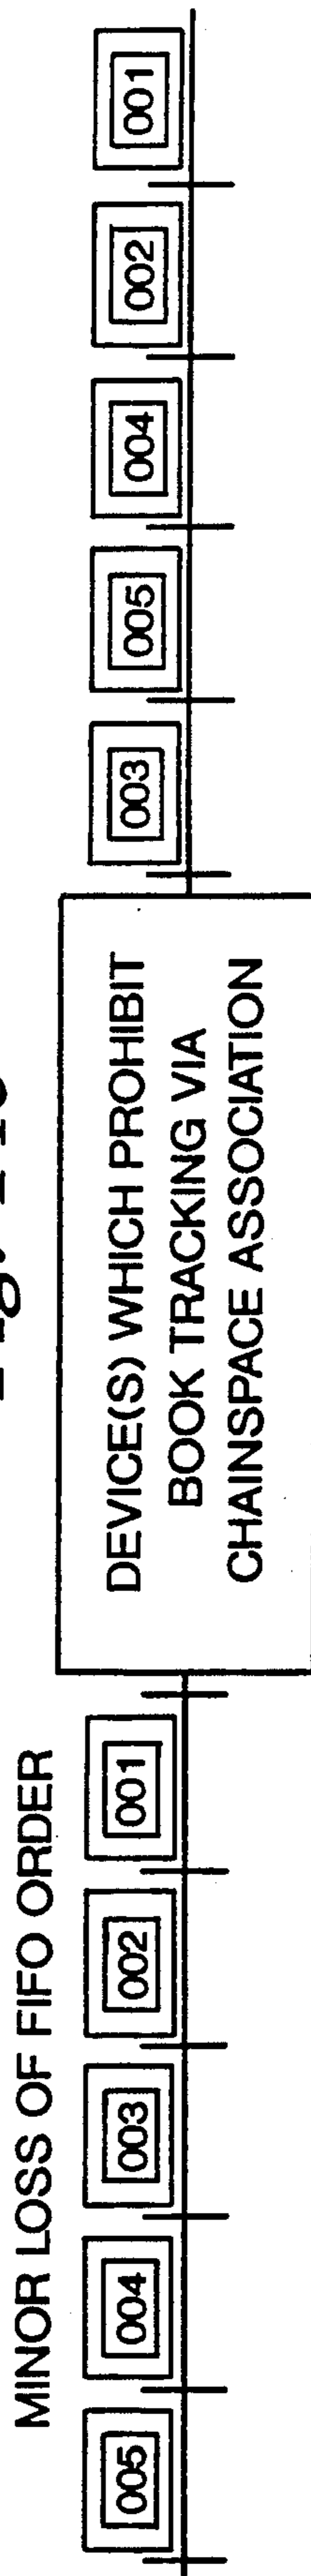 MINOR LOSS OF FIFO ORDER
005 004 003 002 001
DEVICE(S) WHICH PROHIBIT
BOOK TRACKING VIA
CHAINSPACE ASSOCIATION
003 005 004 002 001